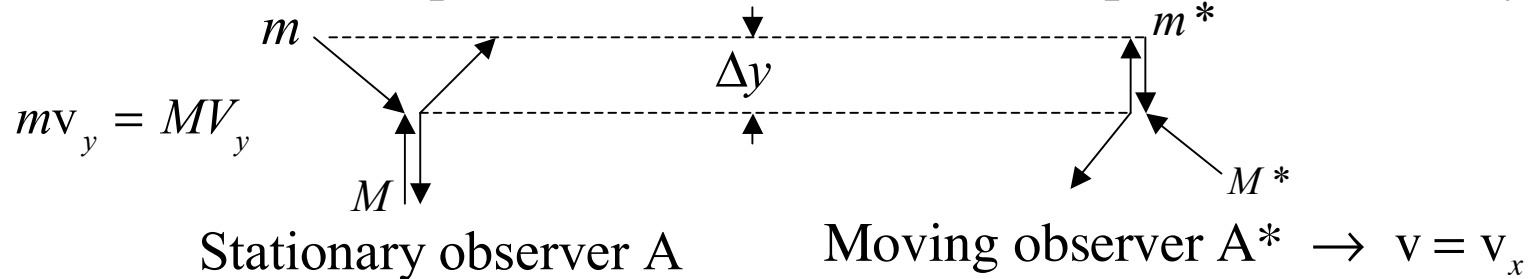 m
m*
Δy
mv_y = MV_y
M
M*
Stationary observer A
Moving observer A* → v = v_x